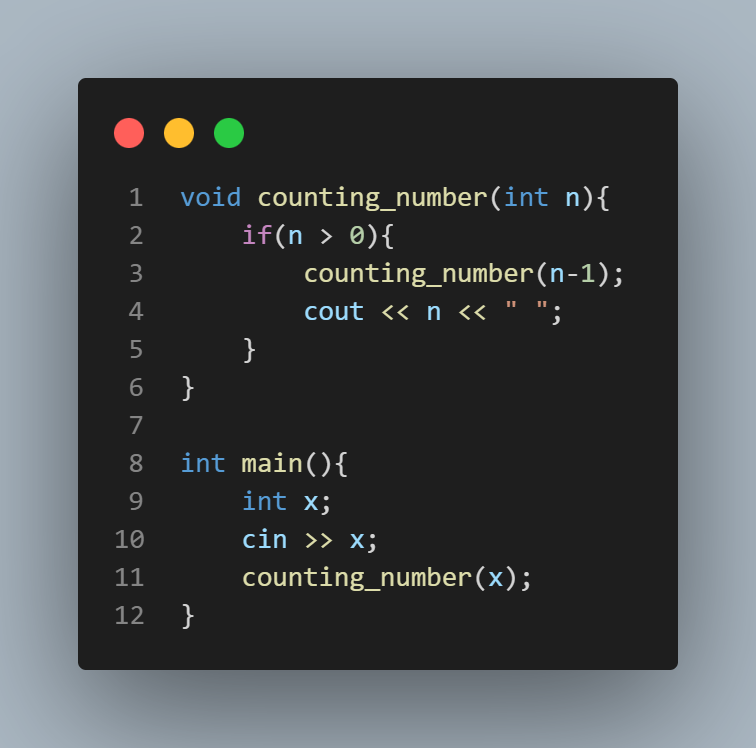 1 void counting_number(int n){
2     if(n > 0){
3         counting_number(n-1);
4         cout << n << " ";
5     }
6 }
7
8 int main(){
9     int x;
10     cin >> x;
11     counting_number(x);
12 }